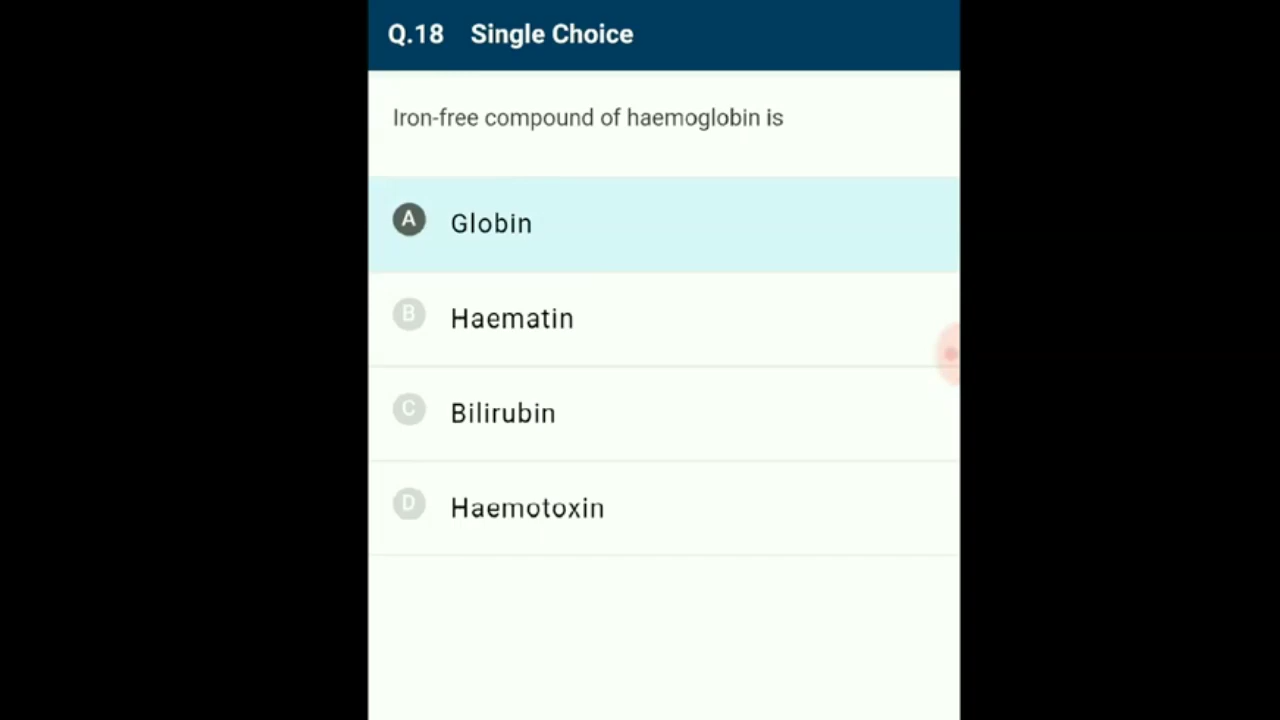 Q.18 Single Choice
Iron-free compound of haemoglobin is
A Globin
B Haematin
C Bilirubin
D Haemotoxin